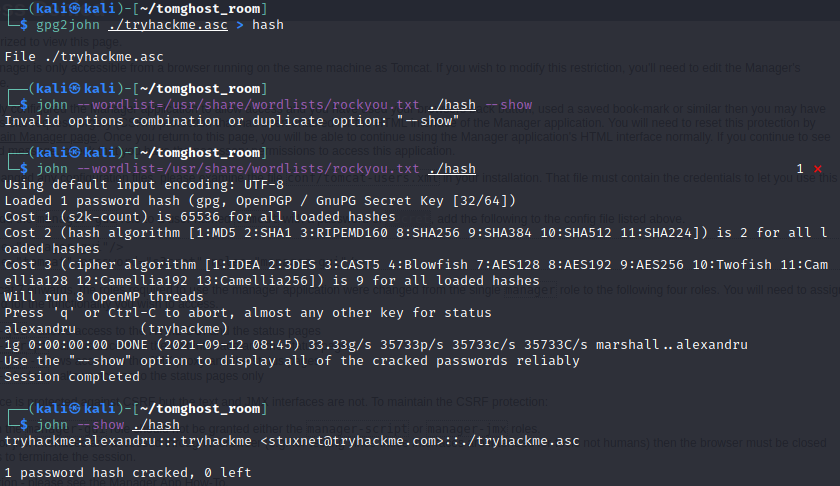 ┌──(kali㉿kali)-[~/tomghost_room]
└─$ gpg2john ./tryhackme.asc > hash
File ./tryhackme.asc
┌──(kali㉿kali)-[~/tomghost_room]
└─$ john --wordlist=/usr/share/wordlists/rockyou.txt ./hash --show
Invalid options combination or duplicate option: "--show"
┌──(kali㉿kali)-[~/tomghost_room]
└─$ john --wordlist=/usr/share/wordlists/rockyou.txt ./hash 1 ⨯
Using default input encoding: UTF-8
Loaded 1 password hash (gpg, OpenPGP / GnuPG Secret Key [32/64])
Cost 1 (s2k-count) is 65536 for all loaded hashes
Cost 2 (hash algorithm [1:MD5 2:SHA1 3:RIPEMD160 8:SHA256 9:SHA384 10:SHA512 11:SHA224]) is 2 for all l
oaded hashes
Cost 3 (cipher algorithm [1:IDEA 2:3DES 3:CAST5 4:Blowfish 7:AES128 8:AES192 9:AES256 10:Twofish 11:Cam
ellia128 12:Camellia192 13:Camellia256]) is 9 for all loaded hashes
Will run 8 OpenMP threads
Press 'q' or Ctrl-C to abort, almost any other key for status
alexandru        (tryhackme)
1g 0:00:00:00 DONE (2021-09-12 08:45) 33.33g/s 35733p/s 35733c/s 35733C/s marshall..alexandru
Use the "--show" option to display all of the cracked passwords reliably
Session completed
┌──(kali㉿kali)-[~/tomghost_room]
└─$ john --show ./hash
tryhackme:alexandru:::tryhackme <stuxnet@tryhackme.com>::./tryhackme.asc
1 password hash cracked, 0 left